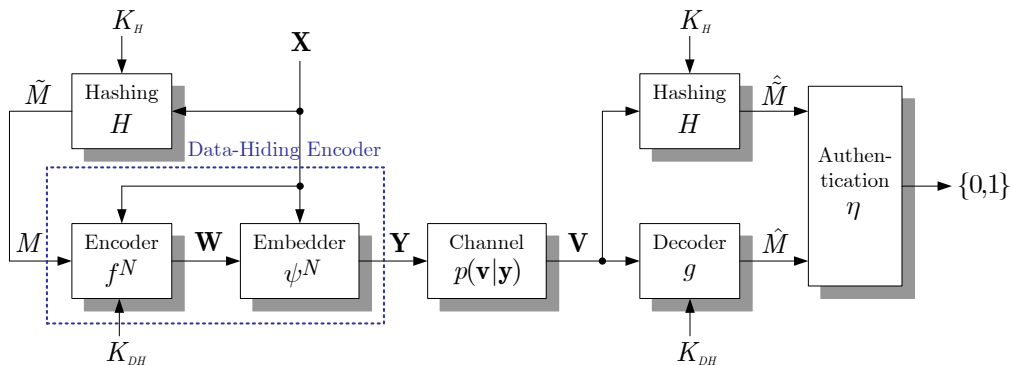 K_H
X
K_H
M̃
Hashing
H
Hashing
H
M̃̂
Data-Hiding Encoder
Authen-
tication
η
{0,1}
M
Encoder
f^N
W
Embedder
ψ^N
Y
Channel
p(v|y)
V
Decoder
g
M̂
K_DH
K_DH